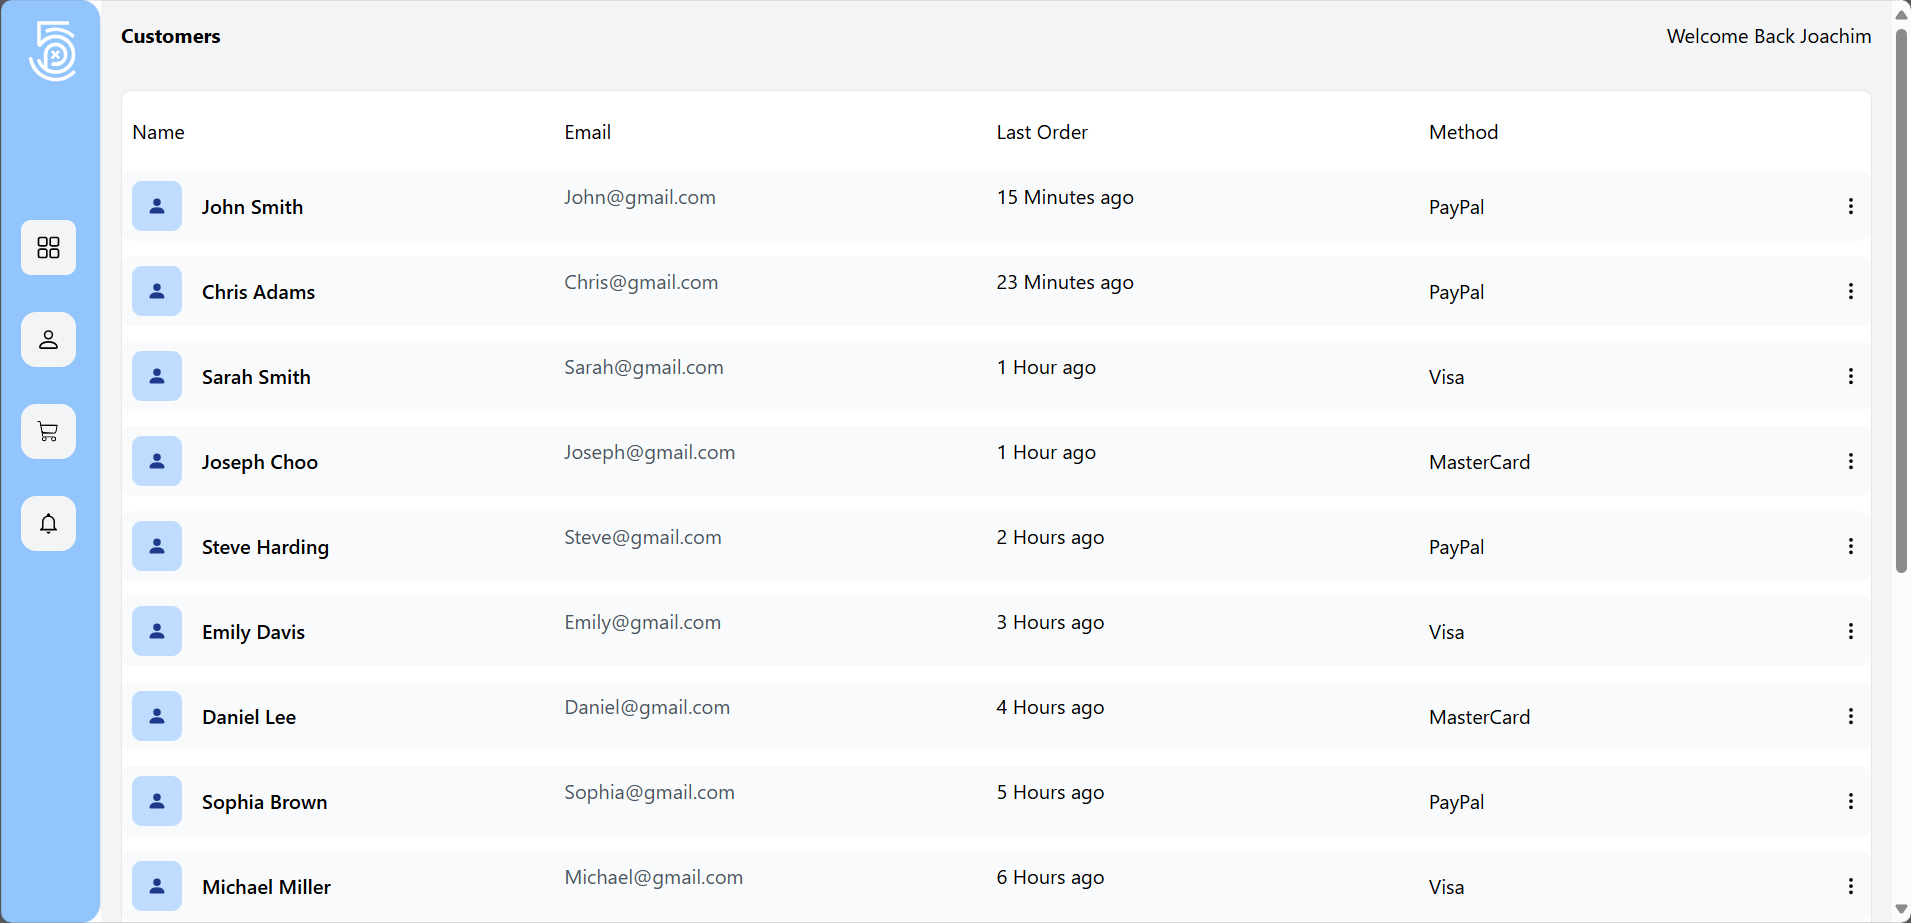 Customers
Welcome Back Joachim
Name Email Last Order Method
John Smith John@gmail.com 15 Minutes ago PayPal
Chris Adams Chris@gmail.com 23 Minutes ago PayPal
Sarah Smith Sarah@gmail.com 1 Hour ago Visa
Joseph Choo Joseph@gmail.com 1 Hour ago MasterCard
Steve Harding Steve@gmail.com 2 Hours ago PayPal
Emily Davis Emily@gmail.com 3 Hours ago Visa
Daniel Lee Daniel@gmail.com 4 Hours ago MasterCard
Sophia Brown Sophia@gmail.com 5 Hours ago PayPal
Michael Miller Michael@gmail.com 6 Hours ago Visa